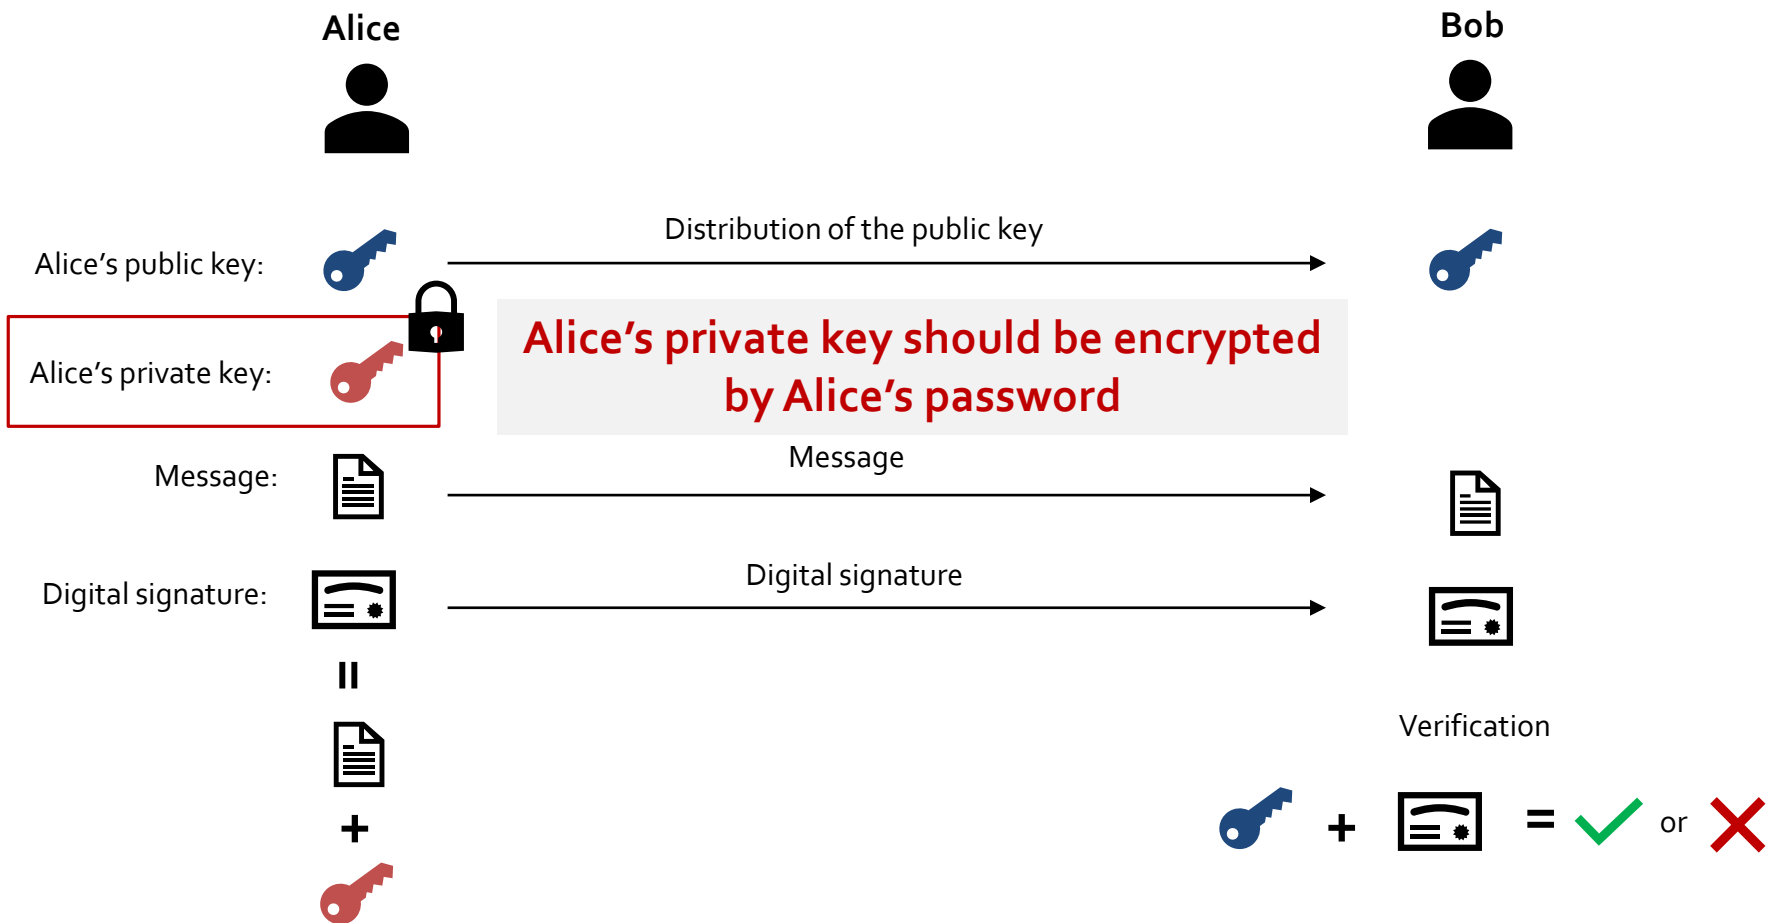 Alice
Bob
Distribution of the public key
Alice’s public key:
Alice’s private key should be encrypted
by Alice’s password
Alice’s private key:
Message
Message:
Digital signature
Digital signature:
=
Verification
+
+ = or